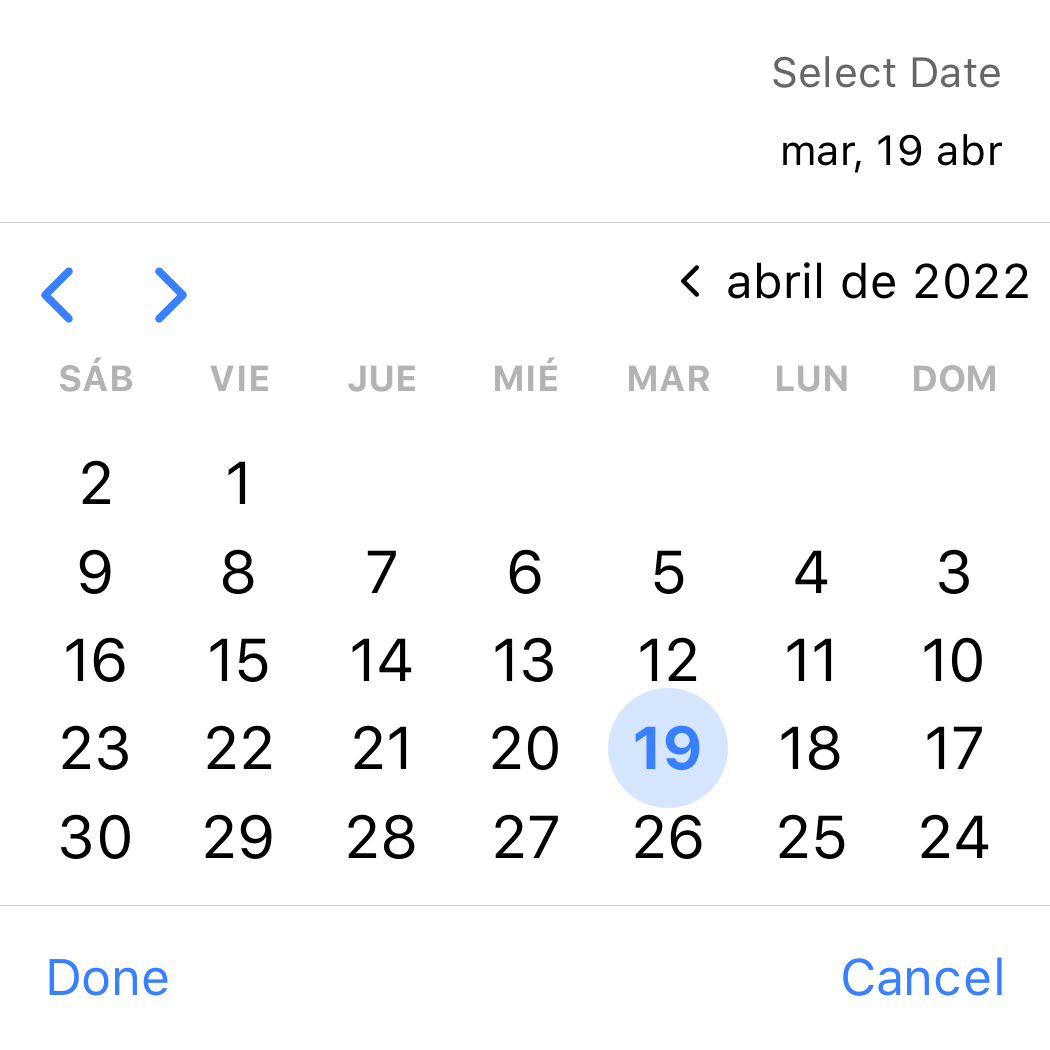 Select Date
mar, 19 abr
abril de 2022
SÁB VIE JUE MIÉ MAR LUN DOM
2 1
9 8 7 6 5 4 3
16 15 14 13 12 11 10
23 22 21 20 19 18 17
30 29 28 27 26 25 24
Done Cancel